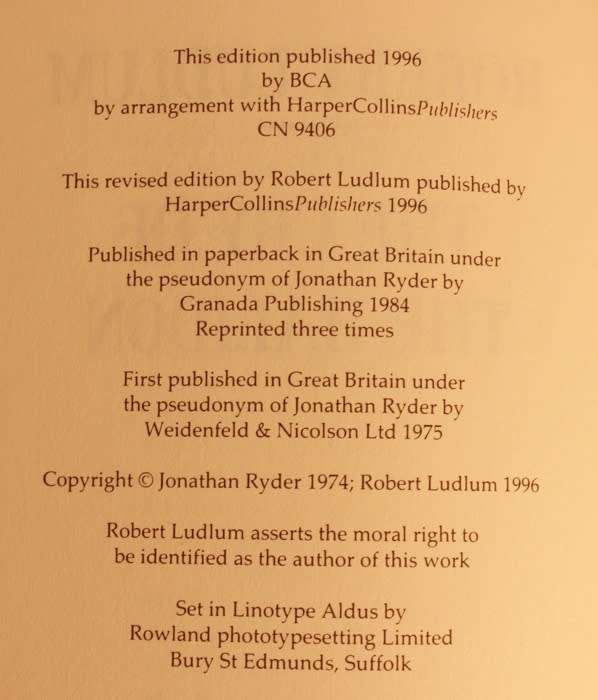 This edition published 1996
by BCA
by arrangement with HarperCollinsPublishers
CN 9406
This revised edition by Robert Ludlum published by
HarperCollinsPublishers 1996
Published in paperback in Great Britain under
the pseudonym of Jonathan Ryder by
Granada Publishing 1984
Reprinted three times
First published in Great Britain under
the pseudonym of Jonathan Ryder by
Weidenfeld & Nicolson Ltd 1975
Copyright © Jonathan Ryder 1974; Robert Ludlum 1996
Robert Ludlum asserts the moral right to
be identified as the author of this work
Set in Linotype Aldus by
Rowland phototypesetting Limited
Bury St Edmunds, Suffolk